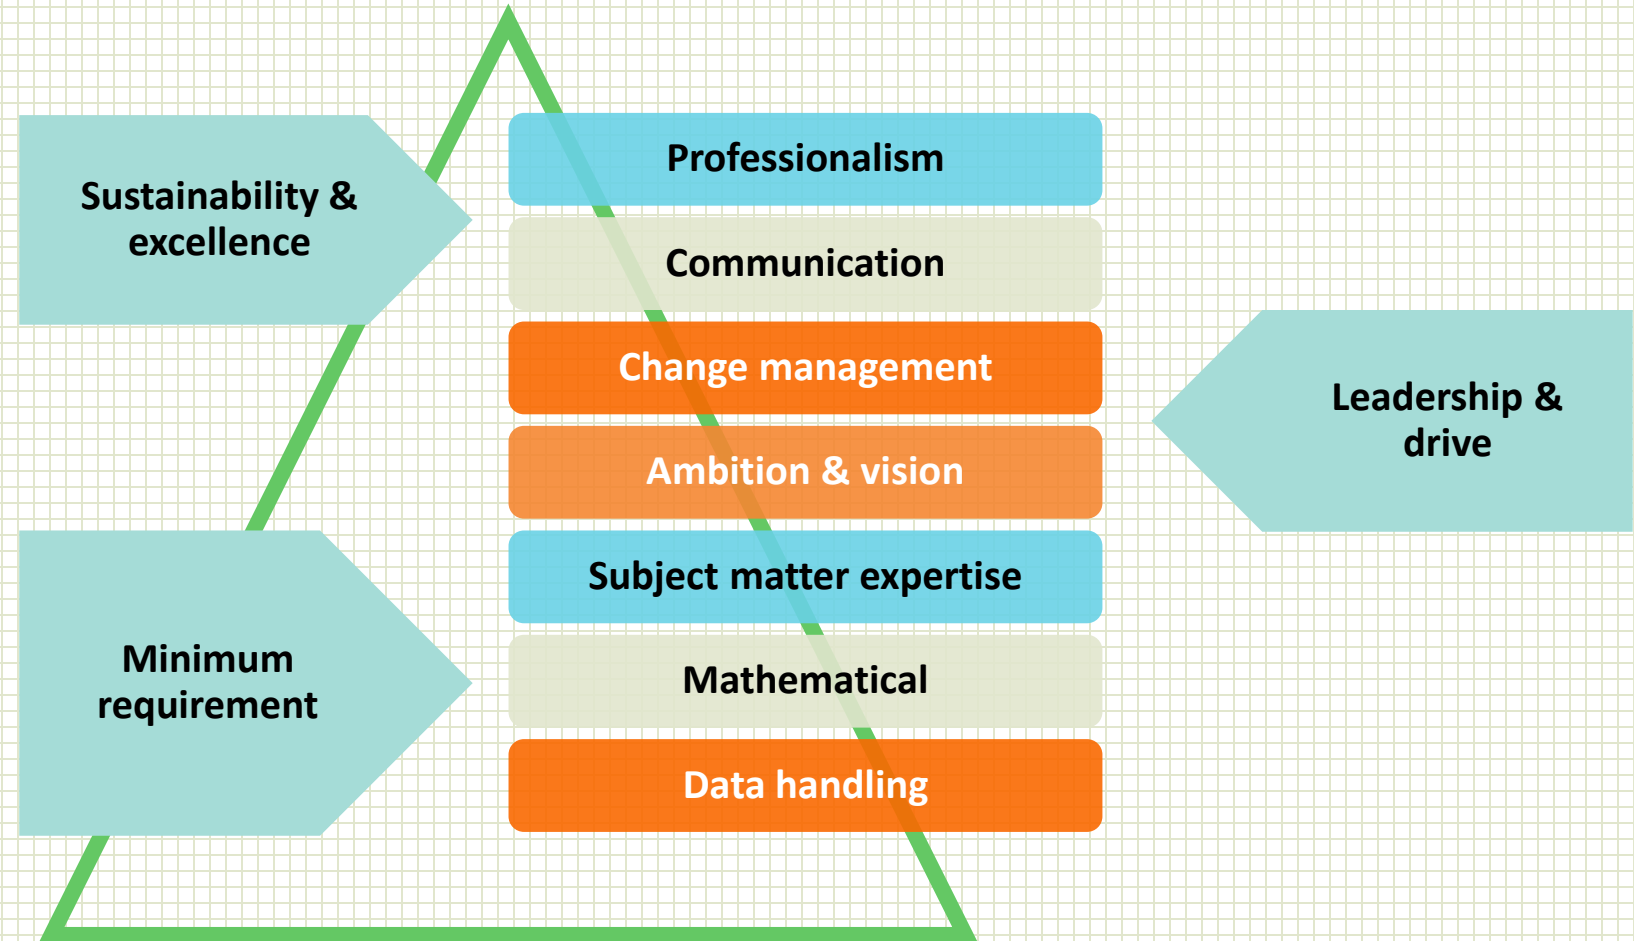 Sustainability &
excellence
Professionalism
Communication
Change management
Ambition & vision
Leadership &
drive
Minimum
requirement
Subject matter expertise
Mathematical
Data handling